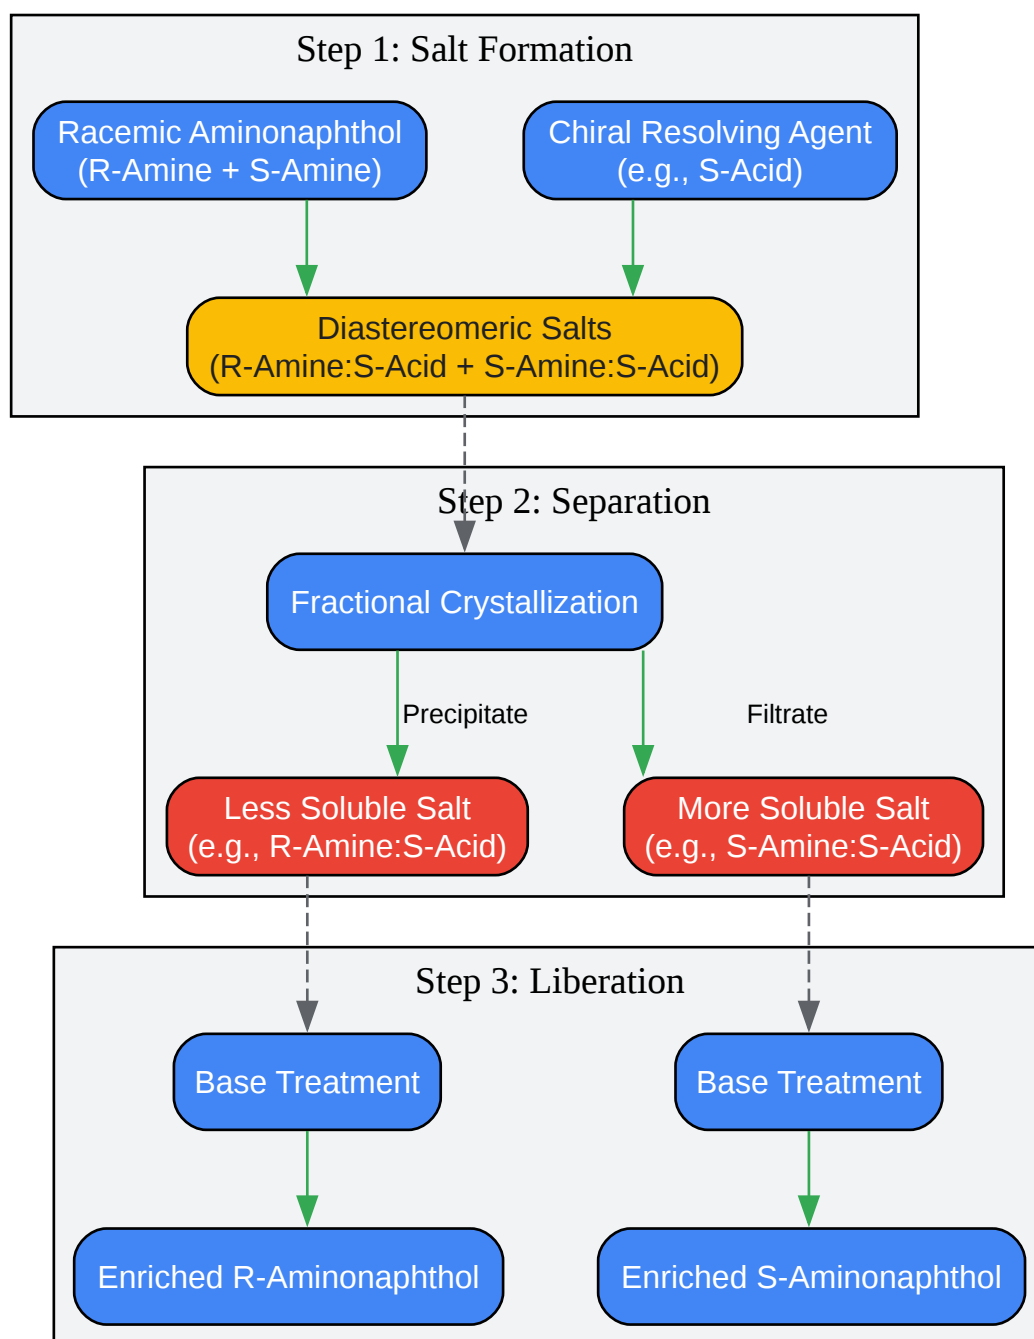 Step 1: Salt Formation
Racemic Aminonaphthol
(R-Amine + S-Amine)
Chiral Resolving Agent
(e.g., S-Acid)
Diastereomeric Salts
(R-Amine:S-Acid + S-Amine:S-Acid)
Step 2: Separation
Fractional Crystallization
Precipitate
Filtrate
Less Soluble Salt
(e.g., R-Amine:S-Acid)
More Soluble Salt
(e.g., S-Amine:S-Acid)
Step 3: Liberation
Base Treatment
Base Treatment
Enriched R-Aminonaphthol
Enriched S-Aminonaphthol